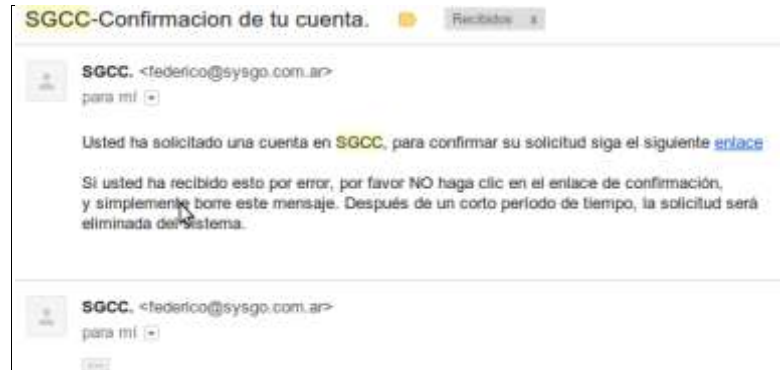 SGCC-Confirmacion de tu cuenta.
Recibidos x
SGCC. <federico@sysgo.com.ar>
para mí
Usted ha solicitado una cuenta en SGCC, para confirmar su solicitud siga el siguiente enlace
Si usted ha recibido esto por error, por favor NO haga clic en el enlace de confirmación,
y simplemente borre este mensaje. Después de un corto período de tiempo, la solicitud será
eliminada del sistema.
SGCC. <federico@sysgo.com.ar>
para mí